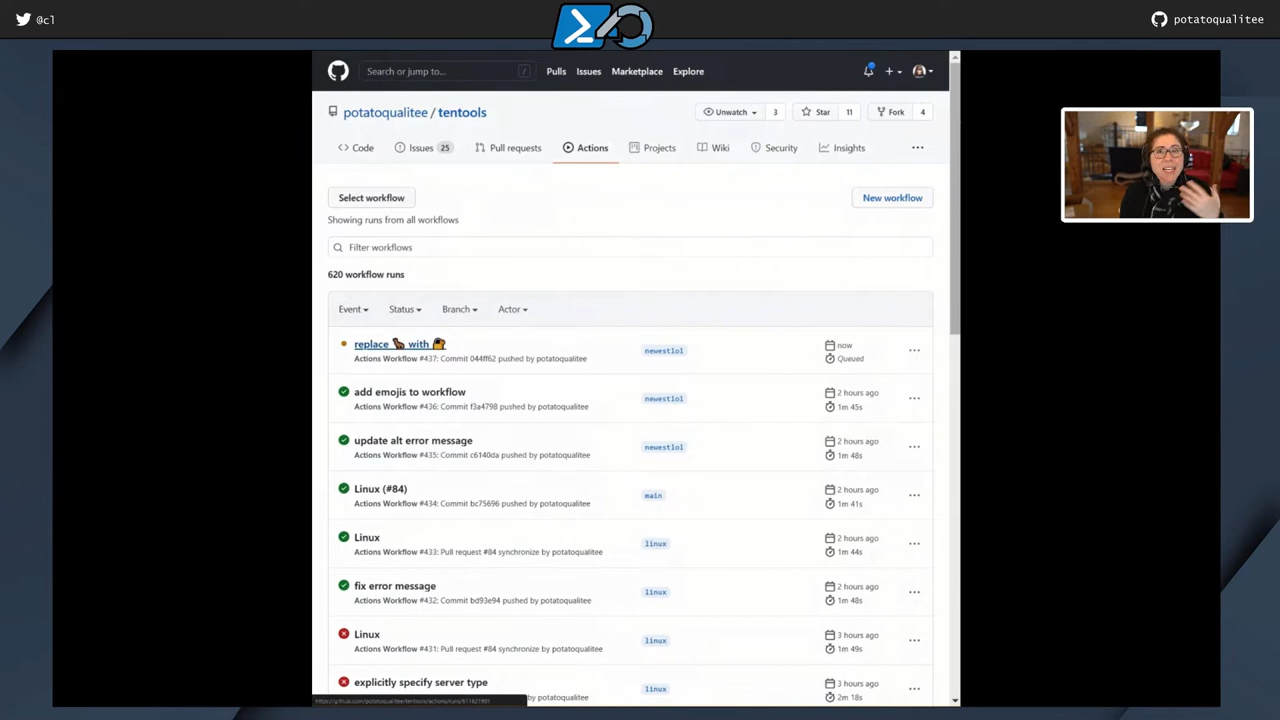 @cl
potatoqualitee
Search or jump to...
/
Pulls
Issues
Marketplace
Explore
potatoqualitee / tentools
Unwatch
3
Star
11
Fork
4
Code
Issues 25
Pull requests
Actions
Projects
Wiki
Security
Insights
Select workflow
New workflow
Showing runs from all workflows
Filter workflows
620 workflow runs
Event
Status
Branch
Actor
replace 🐕‍🦺 with 🥷
newestlol
now
Actions Workflow #437: Commit 044ff62 pushed by potatoqualitee
Queued
add emojis to workflow
newestlol
2 hours ago
Actions Workflow #436: Commit f3a4798 pushed by potatoqualitee
1m 45s
update alt error message
newestlol
2 hours ago
Actions Workflow #435: Commit c6140da pushed by potatoqualitee
1m 48s
Linux (#84)
main
2 hours ago
Actions Workflow #434: Commit bc75696 pushed by potatoqualitee
1m 41s
Linux
linux
2 hours ago
Actions Workflow #433: Pull request #84 synchronize by potatoqualitee
1m 44s
fix error message
linux
2 hours ago
Actions Workflow #432: Commit bd93e94 pushed by potatoqualitee
1m 48s
Linux
linux
3 hours ago
Actions Workflow #431: Pull request #84 synchronize by potatoqualitee
1m 49s
explicitly specify server type
linux
3 hours ago
by potatoqualitee
2m 18s